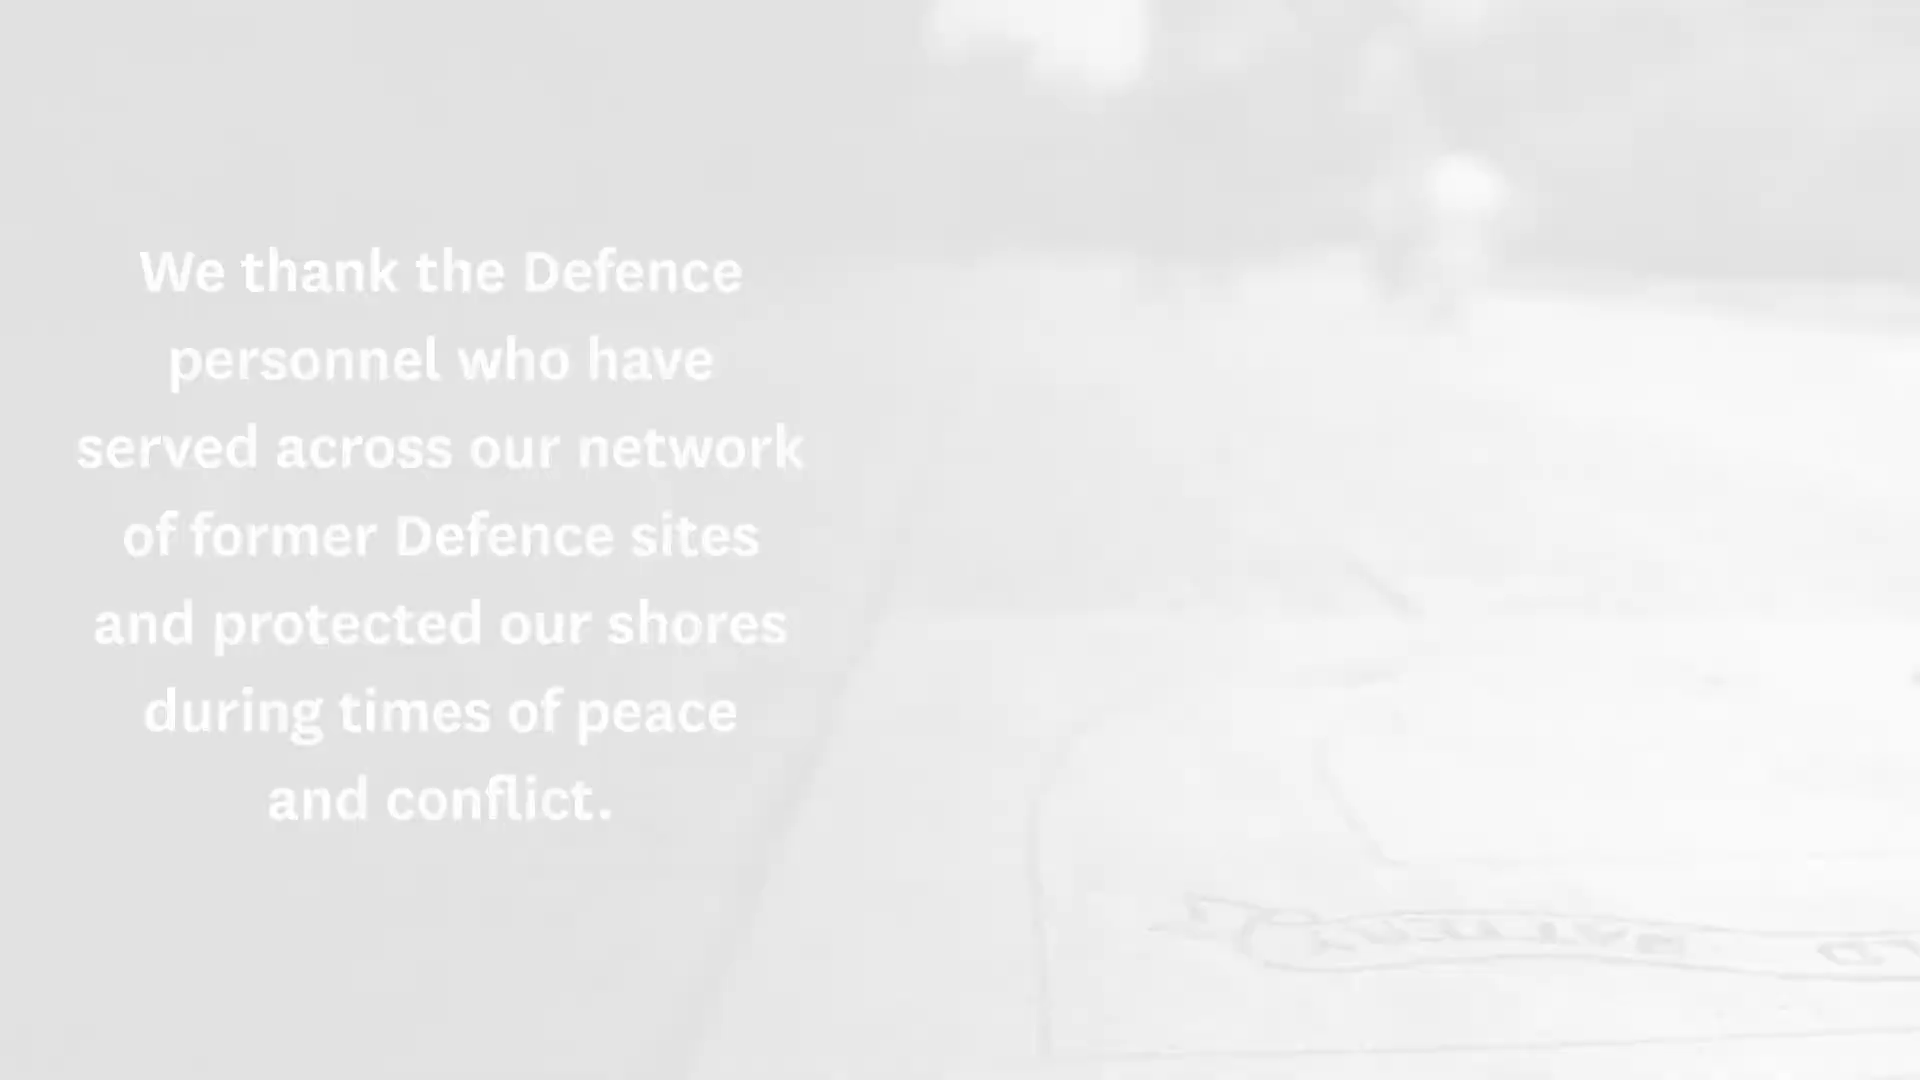 We thank the Defence
personnel who have
served across our network
of former Defence sites
and protected our shores
during times of peace
and conflict.